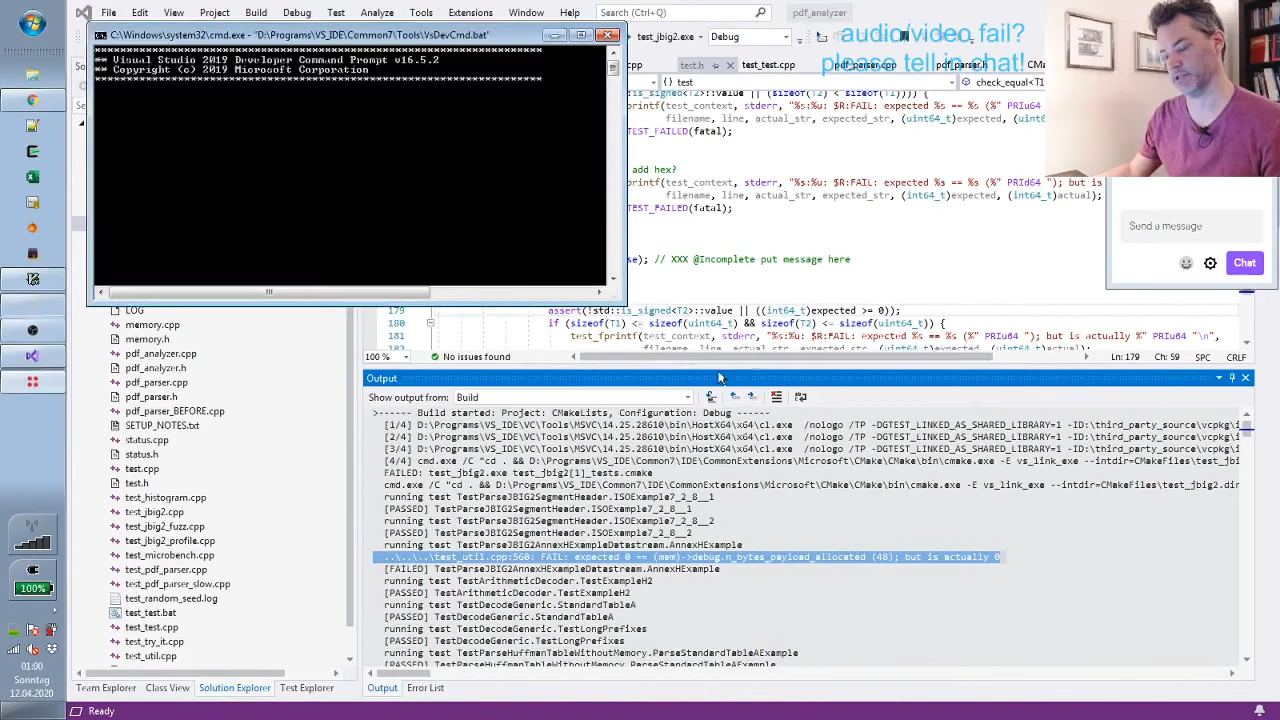 C:\Windows\system32\cmd.exe - "D:\Programs\VS_IDE\Common7\Tools\VsDevCmd.bat"
** Visual Studio 2019 Developer Command Prompt v16.5.2
** Copyright (c) 2019 Microsoft Corporation
File Edit View Project Build Debug Test Analyze Tools Extensions Window Help Search (Ctrl+Q) pdf_analyzer
audio/video fail?
please tell in chat!
test_jbig2.exe Debug
test.h test_test.cpp pdf_parser.cpp pdf_parser.h
test check_equal<T1
is_signed<T2>::value || (sizeof(T2) < sizeof(int64_t)))) {
printf(test_context, stderr, "%s:%u: $R:FAIL: expected %s == %s (%" PRIu64 "
filename, line, actual_str, expected_str, (uint64_t)expected, (uint
TEST_FAILED(fatal);
add hex?
printf(test_context, stderr, "%s:%u: $R:FAIL: expected %s == %s (%" PRId64 "); but is
filename, line, actual_str, expected_str, (int64_t)expected, (int64_t)actual);
TEST_FAILED(fatal);
se); // XXX @Incomplete put message here
Send a message
Chat
179 assert(!std::is_signed<T2>::value || ((int64_t)expected >= 0));
180 if (sizeof(T1) <= sizeof(uint64_t) && sizeof(T2) <= sizeof(uint64_t)) {
181 test_fprintf(test_context, stderr, "%s:%u: $R:FAIL: expected %s == %s (%" PRIu64 "); but is actually %" PRIu64 "\n",
100 % No issues found Ln: 179 Ch: 59 SPC CRLF
LOG
memory.cpp
memory.h
pdf_analyzer.cpp
pdf_analyzer.h
pdf_parser.cpp
pdf_parser.h
pdf_parser_BEFORE.cpp
SETUP_NOTES.txt
status.cpp
status.h
test.cpp
test.h
test_histogram.cpp
test_jbig2.cpp
test_jbig2_fuzz.cpp
test_jbig2_profile.cpp
test_microbench.cpp
test_pdf_parser.cpp
test_pdf_parser_slow.cpp
test_random_seed.log
test_test.bat
test_test.cpp
test_try_it.cpp
test_util.cpp
Team Explorer Class View Solution Explorer Test Explorer
Output
Show output from: Build
>------ Build started: Project: CMakeLists, Configuration: Debug ------
[1/4] D:\Programs\VS_IDE\VC\Tools\MSVC\14.25.28610\bin\HostX64\x64\cl.exe /nologo /TP -DGTEST_LINKED_AS_SHARED_LIBRARY=1 -ID:\third_party_source\vcpkg\i
[2/4] D:\Programs\VS_IDE\VC\Tools\MSVC\14.25.28610\bin\HostX64\x64\cl.exe /nologo /TP -DGTEST_LINKED_AS_SHARED_LIBRARY=1 -ID:\third_party_source\vcpkg\i
[3/4] D:\Programs\VS_IDE\VC\Tools\MSVC\14.25.28610\bin\HostX64\x64\cl.exe /nologo /TP -DGTEST_LINKED_AS_SHARED_LIBRARY=1 -ID:\third_party_source\vcpkg\i
[4/4] cmd.exe /C "cd . && D:\Programs\VS_IDE\Common7\IDE\CommonExtensions\Microsoft\CMake\CMake\bin\cmake.exe -E vs_link_exe --intdir=CMakeFiles\test_jb
FAILED: test_jbig2.exe test_jbig2[1]_tests.cmake
cmd.exe /C "cd . && D:\Programs\VS_IDE\Common7\IDE\CommonExtensions\Microsoft\CMake\CMake\bin\cmake.exe -E vs_link_exe --intdir=CMakeFiles\test_jbig2.dir
running test TestParseJBIG2SegmentHeader.ISOExample7_2_8__1
[PASSED] TestParseJBIG2SegmentHeader.ISOExample7_2_8__1
running test TestParseJBIG2SegmentHeader.ISOExample7_2_8__2
[PASSED] TestParseJBIG2SegmentHeader.ISOExample7_2_8__2
running test TestParseJBIG2AnnexHExampleDatastream.AnnexHExample
..\..\..\test_util.cpp:560: FAIL: expected 0 == (mem)->debug.n_bytes_payload_allocated (48); but is actually 0
[FAILED] TestParseJBIG2AnnexHExampleDatastream.AnnexHExample
running test TestArithmeticDecoder.TestExampleH2
[PASSED] TestArithmeticDecoder.TestExampleH2
running test TestDecodeGeneric.StandardTableA
[PASSED] TestDecodeGeneric.StandardTableA
running test TestDecodeGeneric.TestLongPrefixes
[PASSED] TestDecodeGeneric.TestLongPrefixes
running test TestParseHuffmanTableWithoutMemory.ParseStandardTableAExample
[PASSED] TestParseHuffmanTableWithoutMemory.ParseStandardTableAExample
Output Error List
Ready
100%
01:00
Sonntag
12.04.2020